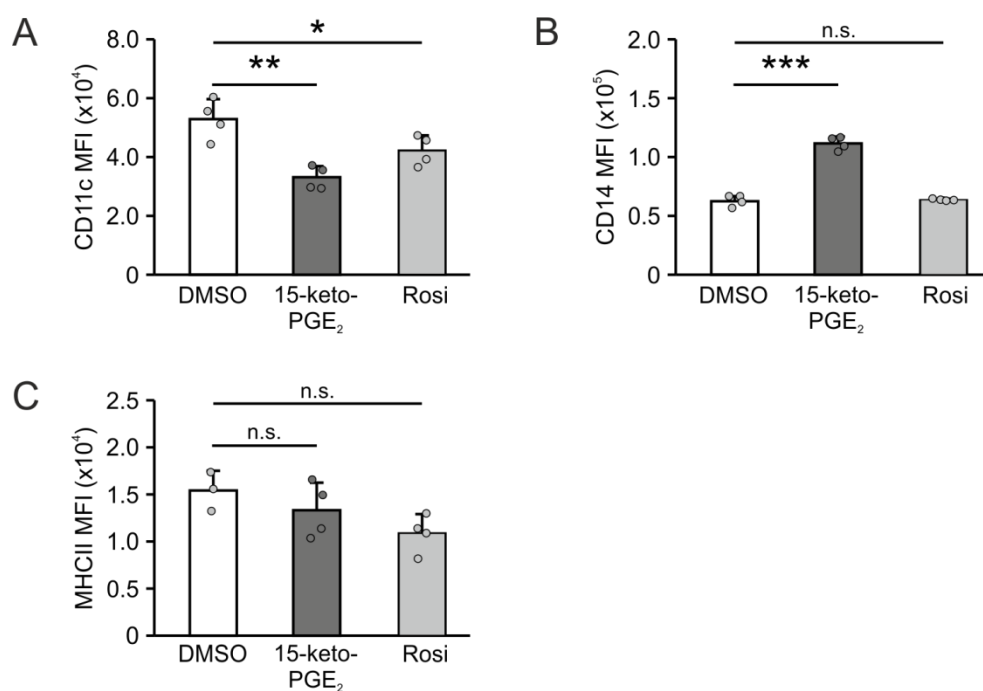 A
CD11c MFI (x10⁴)
8.0
6.0
4.0
2.0
0
*
**
DMSO
15-keto-
PGE₂
Rosi
B
CD14 MFI (x10⁵)
2.0
1.5
1.0
0.5
0
n.s.
***
DMSO
15-keto-
PGE₂
Rosi
C
MHCII MFI (x10⁴)
2.5
2.0
1.5
1.0
0.5
0
n.s.
n.s.
DMSO
15-keto-
PGE₂
Rosi